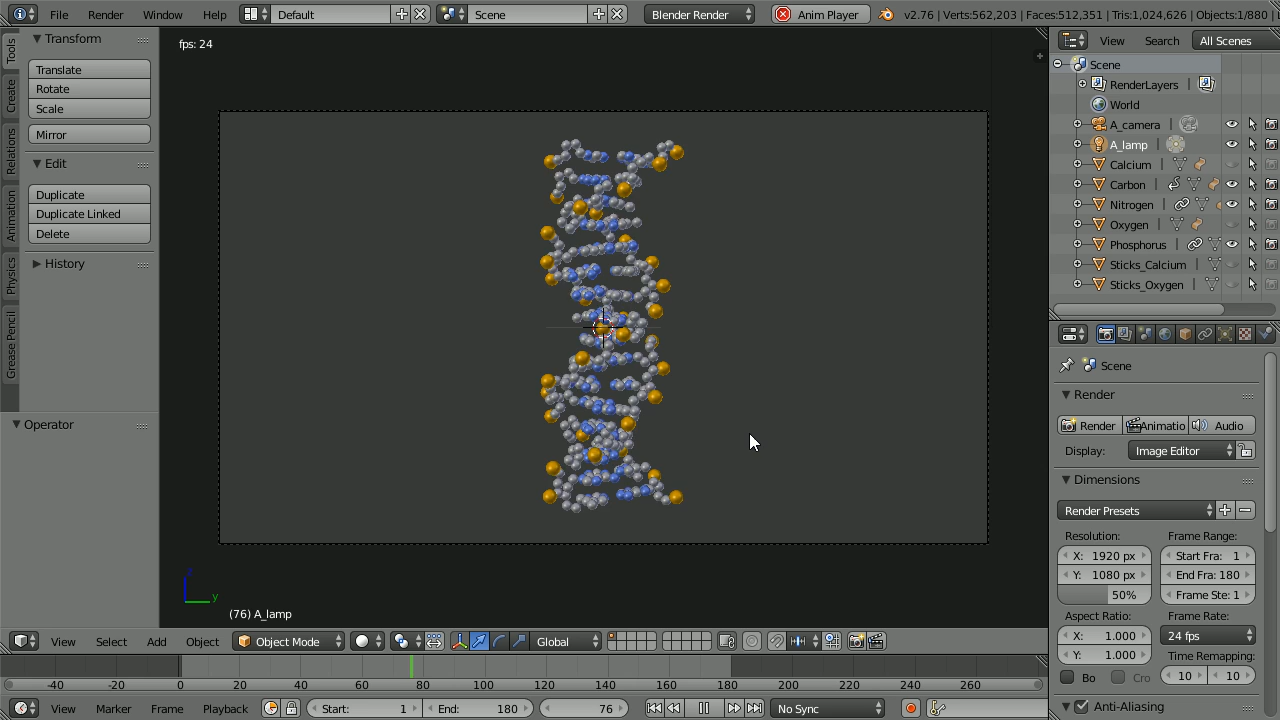 File Render Window Help Default Scene Blender Render Anim Player v2.76 | Verts:562,203 | Faces:512,351 | Tris:1,024,626 | Objects:1/880
Tools
Create
Relations
Animation
Physics
Grease Pencil
Transform
Translate
Rotate
Scale
Mirror
Edit
Duplicate
Duplicate Linked
Delete
History
Operator
fps: 24
z
y
(76) A_lamp
View Select Add Object Object Mode Global
View Search All Scenes
Scene
RenderLayers
World
A_camera
A_lamp
Calcium
Carbon
Nitrogen
Oxygen
Phosphorus
Sticks_Calcium
Sticks_Oxygen
Scene
Render
Render Animatio Audio
Display: Image Editor
Dimensions
Render Presets
Resolution: Frame Range:
X: 1920 px Start Fra: 1
Y: 1080 px End Fra: 180
50% Frame Ste: 1
Aspect Ratio: Frame Rate:
X: 1.000 24 fps
Y: 1.000 Time Remapping:
Bo Cro 10 10
Anti-Aliasing
-40 -20 0 20 40 60 80 100 120 140 160 180 200 220 240 260
View Marker Frame Playback Start: 1 End: 180 76 No Sync